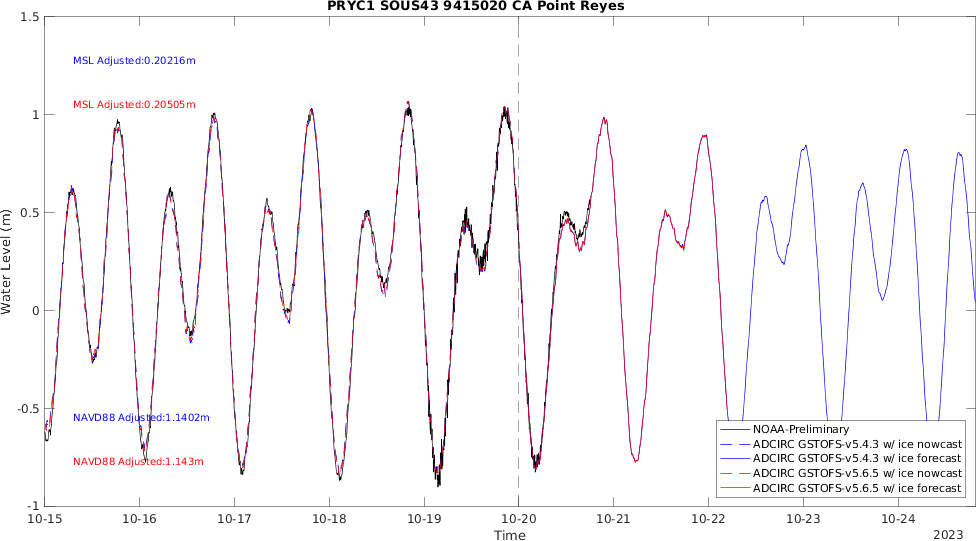 PRYC1 SOUS43 9415020 CA Point Reyes
1.5
1
0.5
0
-0.5
-1
Water Level (m)
MSL Adjusted:0.20216m
MSL Adjusted:0.20505m
NAVD88 Adjusted:1.1402m
NAVD88 Adjusted:1.143m
NOAA-Preliminary
ADCIRC GSTOFS-v5.4.3 w/ ice nowcast
ADCIRC GSTOFS-v5.4.3 w/ ice forecast
ADCIRC GSTOFS-v5.6.5 w/ ice nowcast
ADCIRC GSTOFS-v5.6.5 w/ ice forecast
10-15 10-16 10-17 10-18 10-19 10-20 10-21 10-22 10-23 10-24
Time
2023